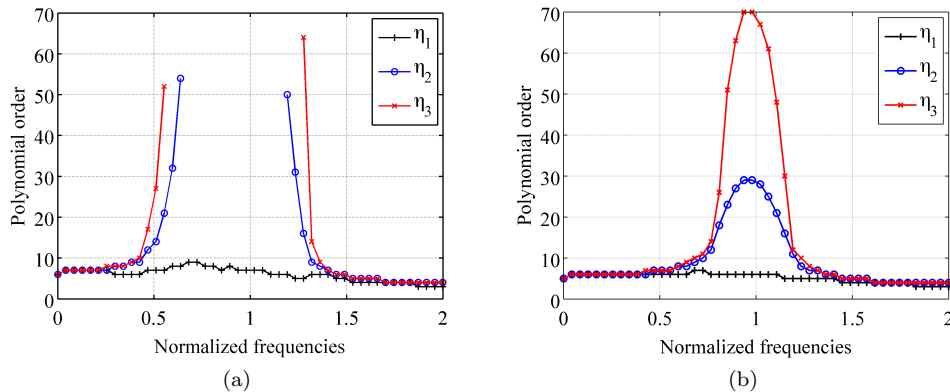 70
60
50
40
30
20
10
0
Polynomial order
0 0.5 1 1.5 2
Normalized frequencies
η1
η2
η3
(a)
70
60
50
40
30
20
10
0
Polynomial order
0 0.5 1 1.5 2
Normalized frequencies
η1
η2
η3
(b)